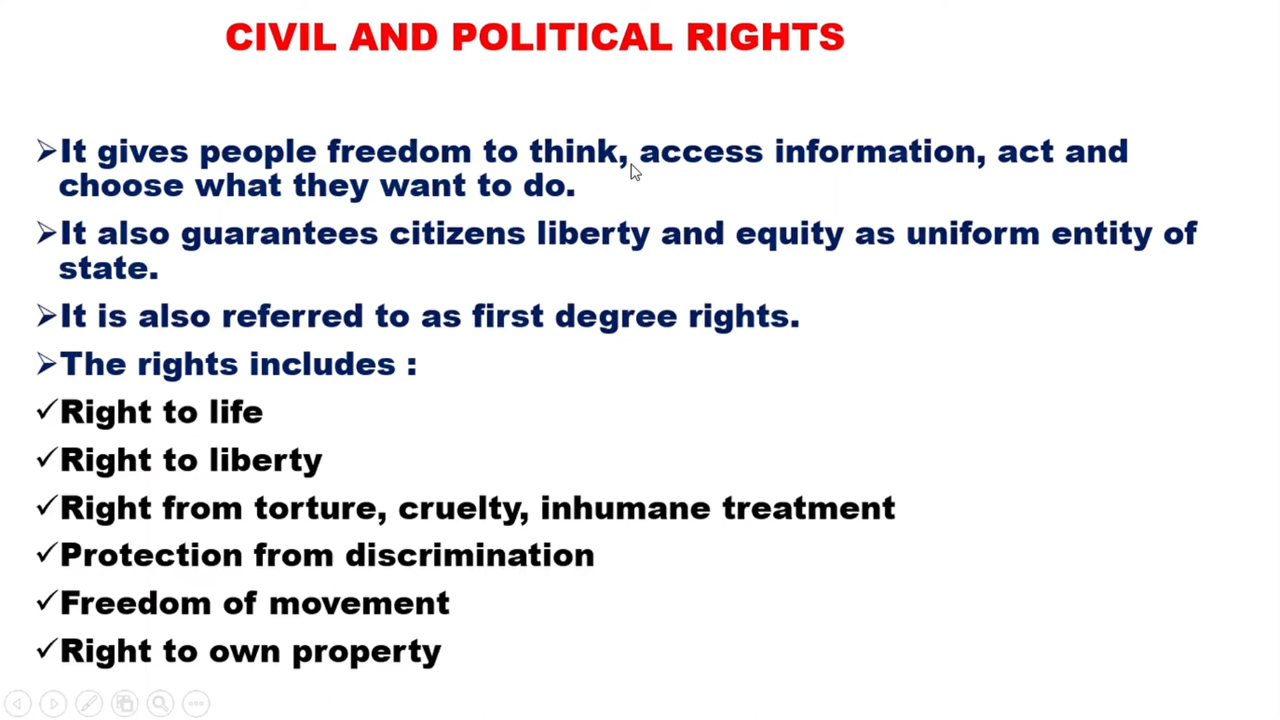 CIVIL AND POLITICAL RIGHTS
➢It gives people freedom to think, access information, act and
choose what they want to do.
➢It also guarantees citizens liberty and equity as uniform entity of
state.
➢It is also referred to as first degree rights.
➢The rights includes :
✓Right to life
✓Right to liberty
✓Right from torture, cruelty, inhumane treatment
✓Protection from discrimination
✓Freedom of movement
✓Right to own property